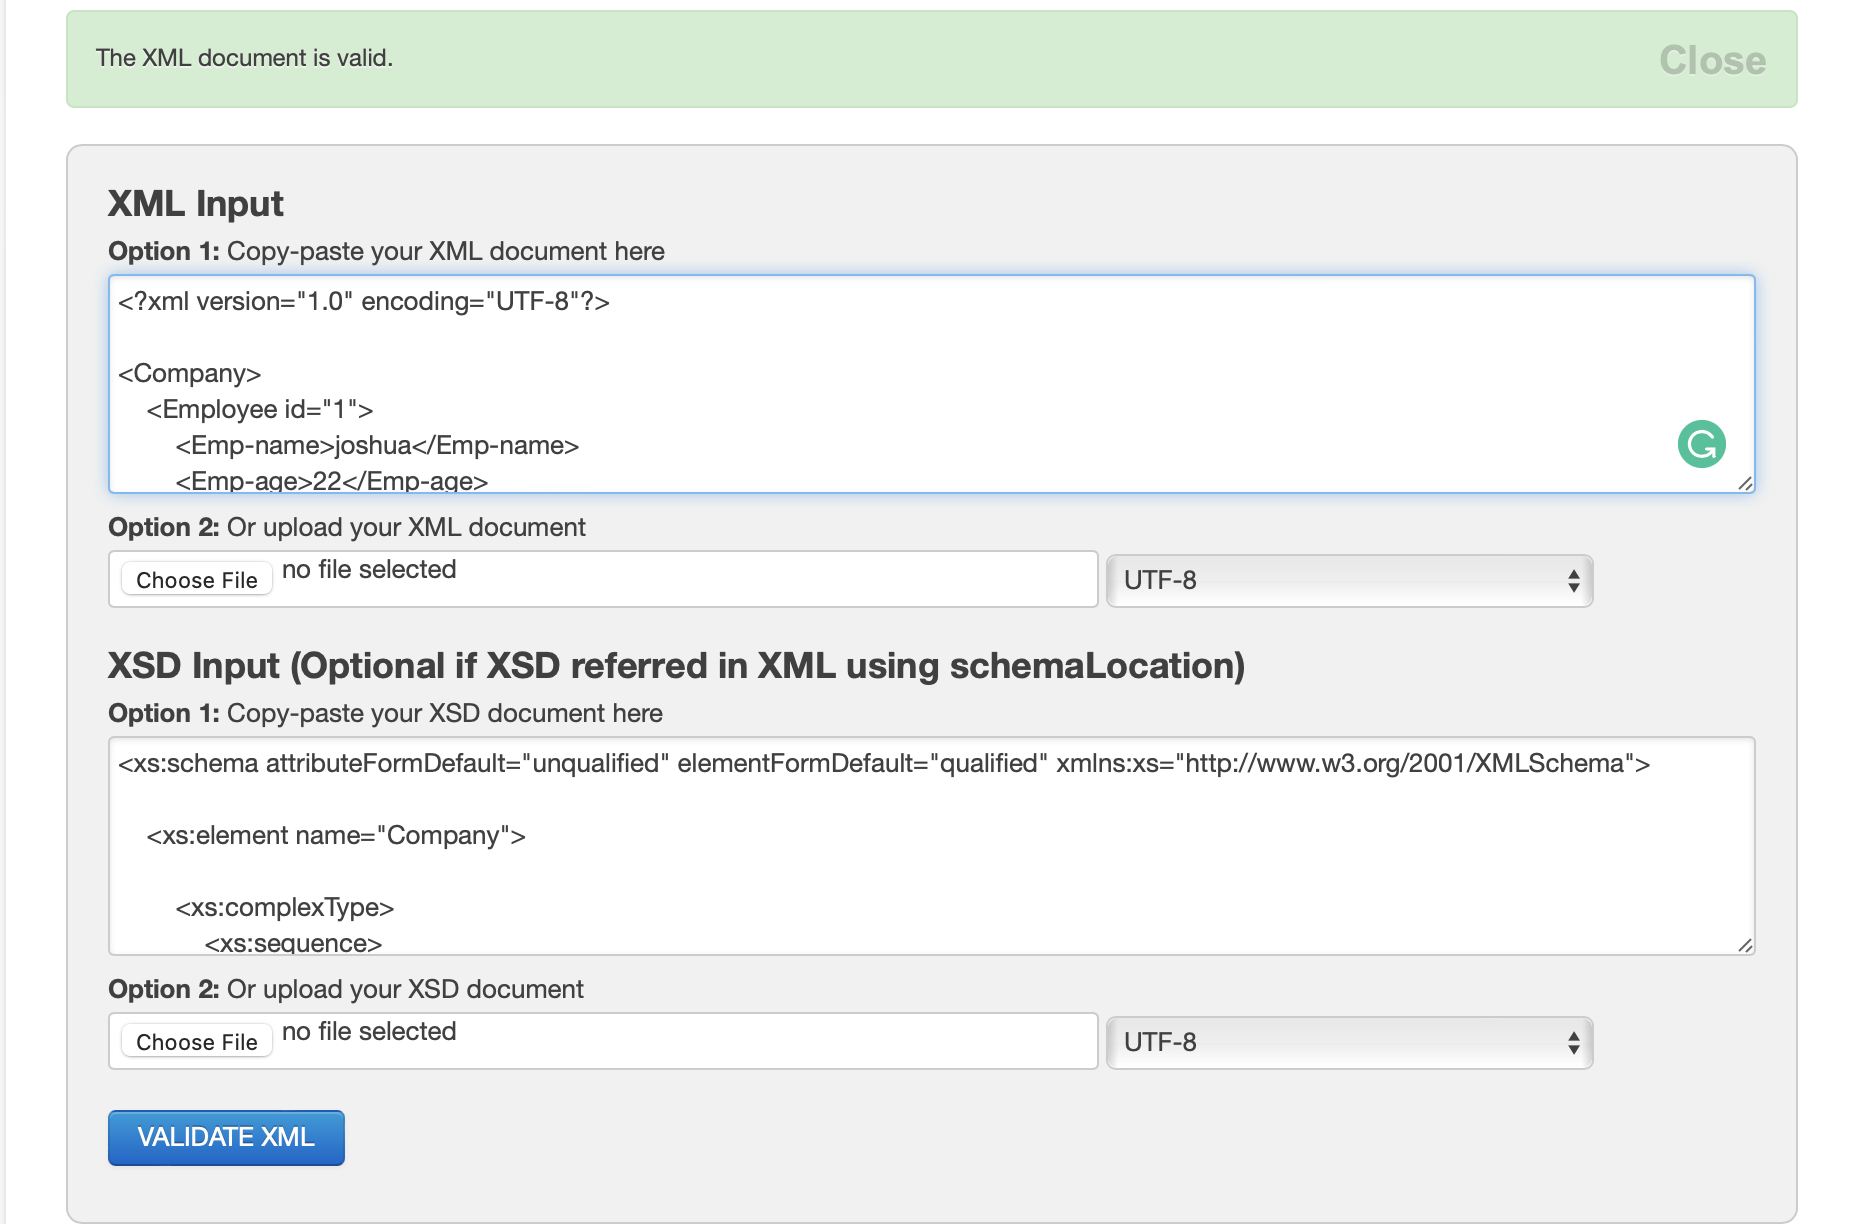 The XML document is valid.
Close
XML Input
Option 1: Copy-paste your XML document here
<?xml version="1.0" encoding="UTF-8"?>
<Company>
<Employee id="1">
<Emp-name>joshua</Emp-name>
<Emp-age>22</Emp-age>
Option 2: Or upload your XML document
Choose File no file selected
UTF-8
XSD Input (Optional if XSD referred in XML using schemaLocation)
Option 1: Copy-paste your XSD document here
<xs:schema attributeFormDefault="unqualified" elementFormDefault="qualified" xmlns:xs="http://www.w3.org/2001/XMLSchema">
<xs:element name="Company">
<xs:complexType>
<xs:sequence>
Option 2: Or upload your XSD document
Choose File no file selected
UTF-8
VALIDATE XML